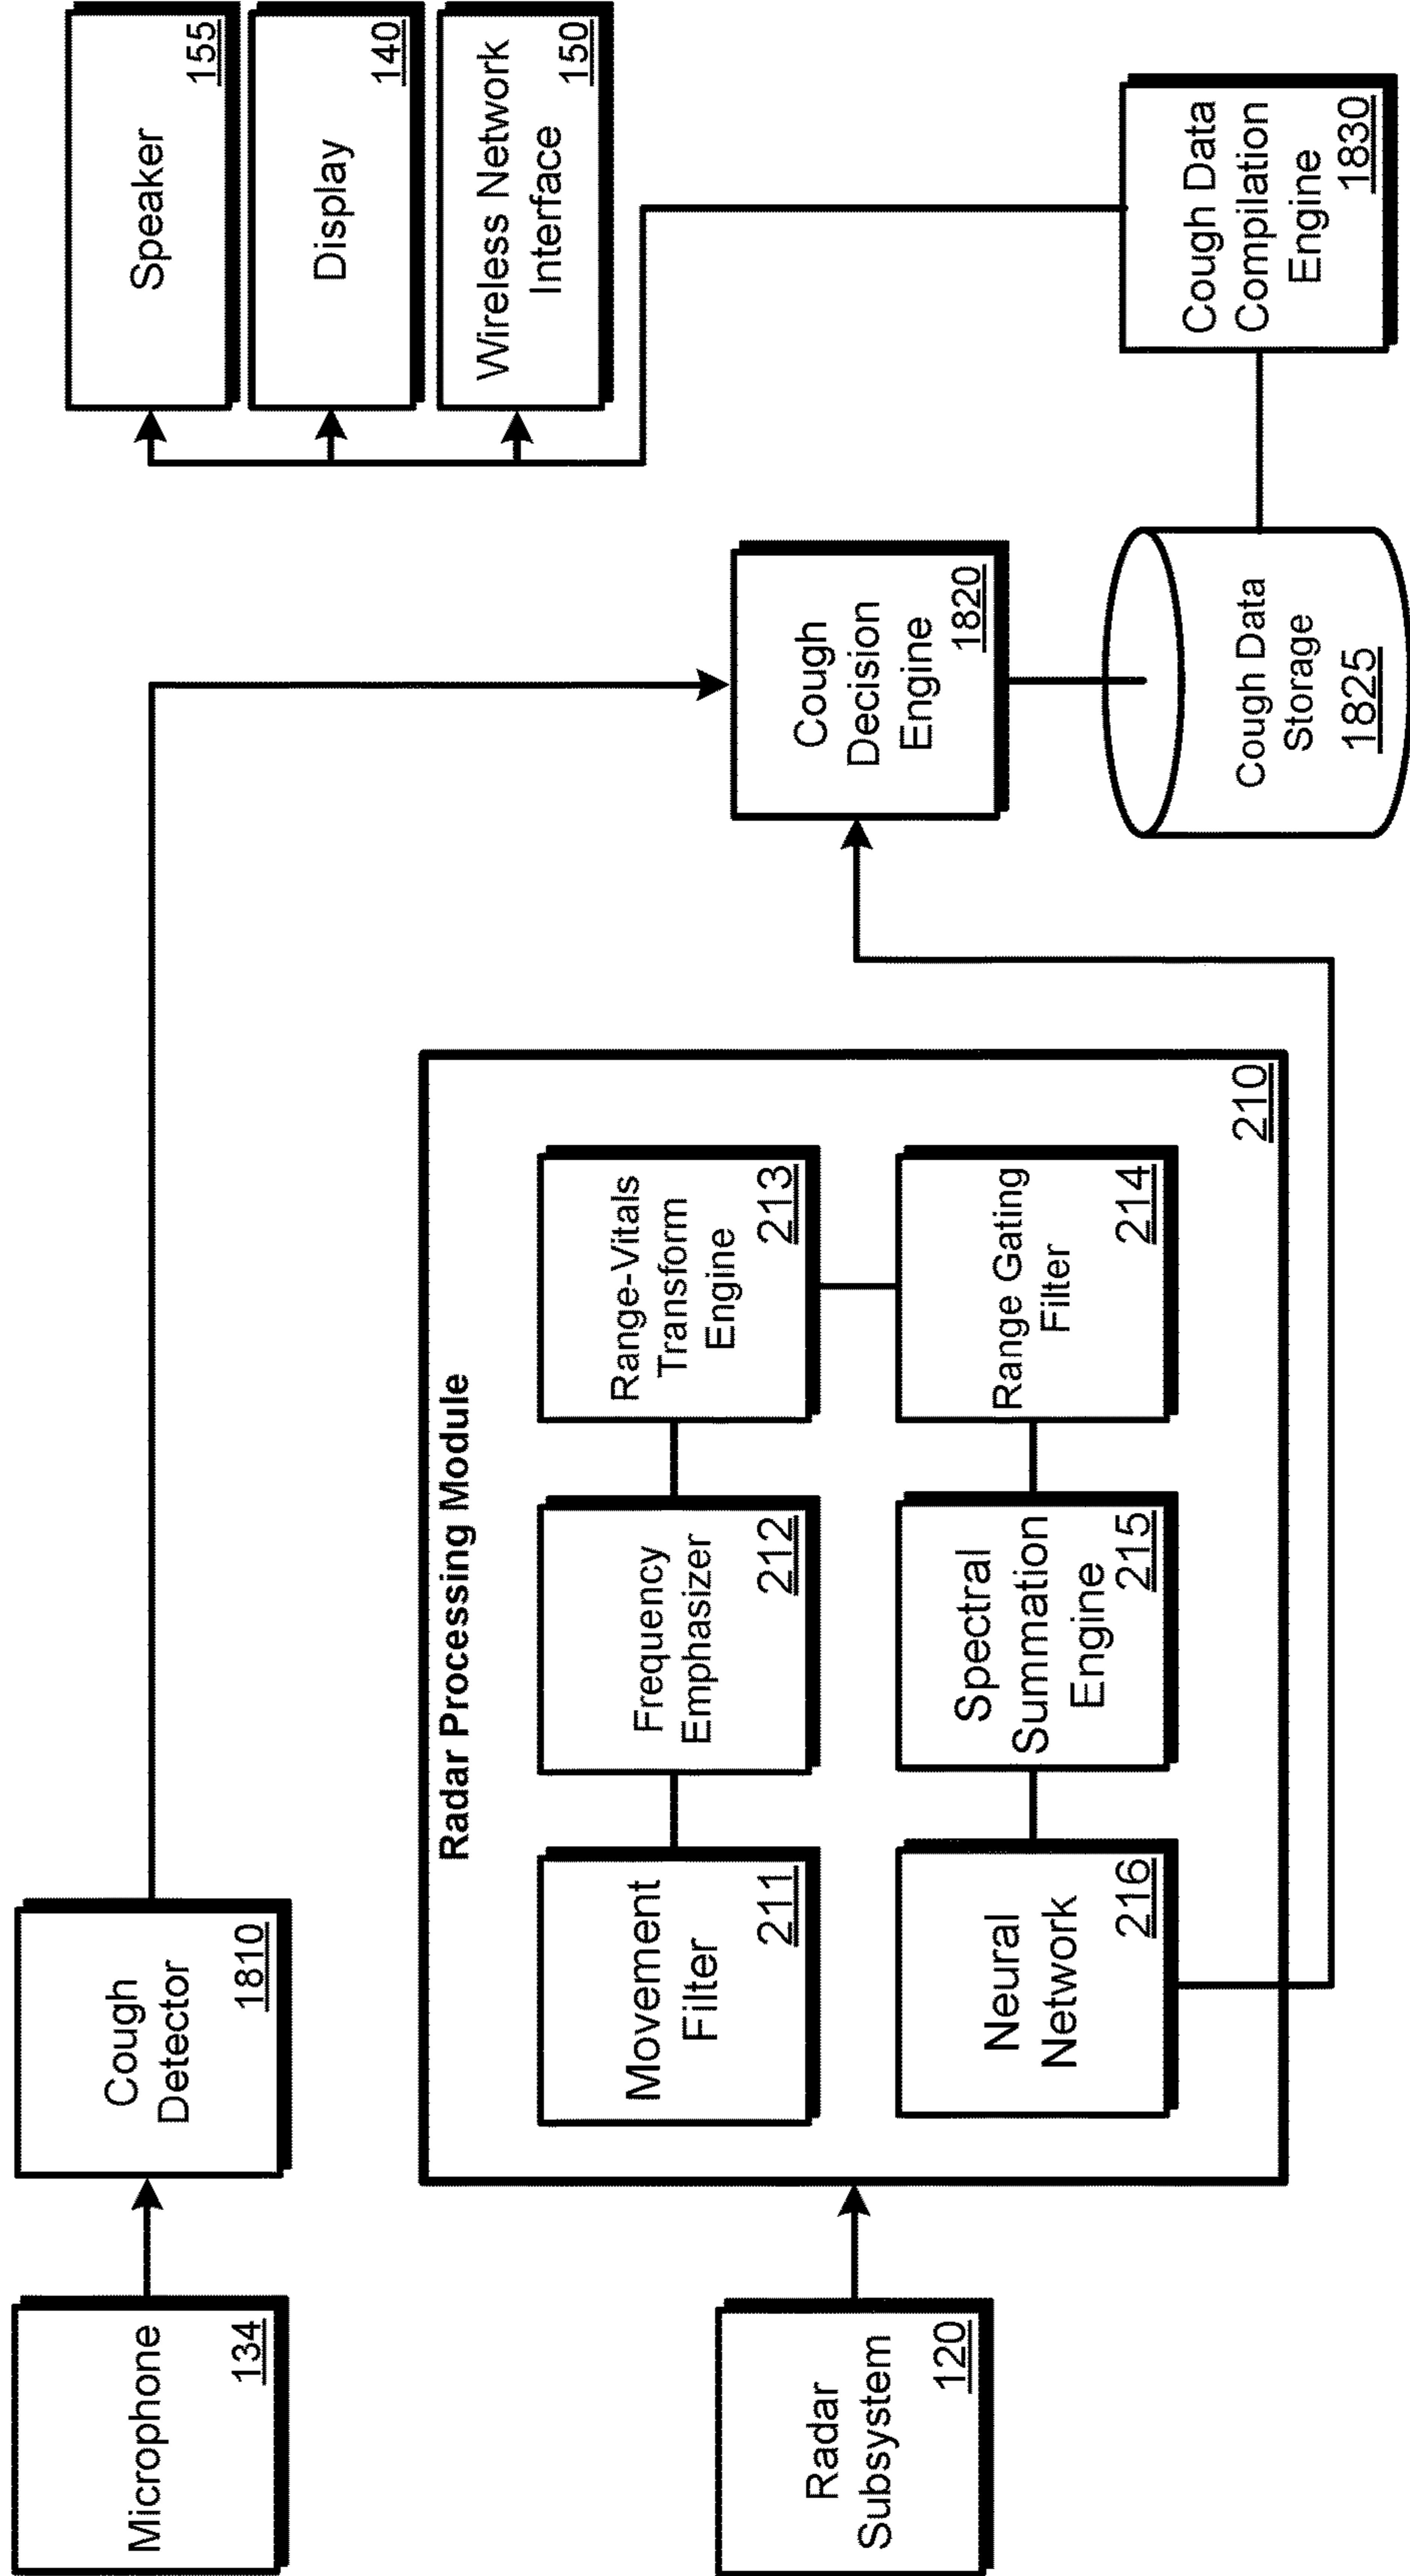 Microphone
134
Cough
Detector
1810
Speaker
155
Display
140
Wireless Network
Interface
150
Radar
Subsystem
120
Radar Processing Module
Movement
Filter
211
Frequency
Emphasizer
212
Range-Vitals
Transform
Engine
213
Neural
Network
216
Spectral
Summation
Engine
215
Range Gating
Filter
214
210
Cough
Decision
Engine
1820
Cough Data
Storage
1825
Cough Data
Compilation
Engine
1830